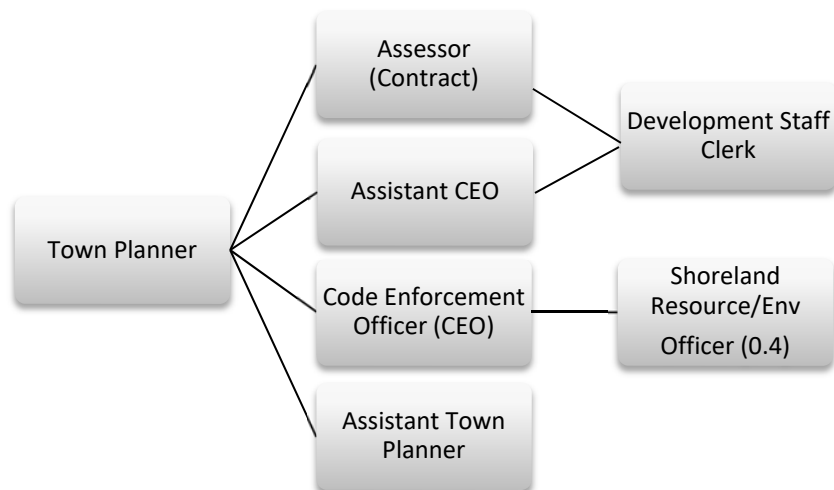 Town Planner
Assessor
(Contract)
Assistant CEO
Code Enforcement
Officer (CEO)
Assistant Town
Planner
Development Staff
Clerk
Shoreland
Resource/Env
Officer (0.4)